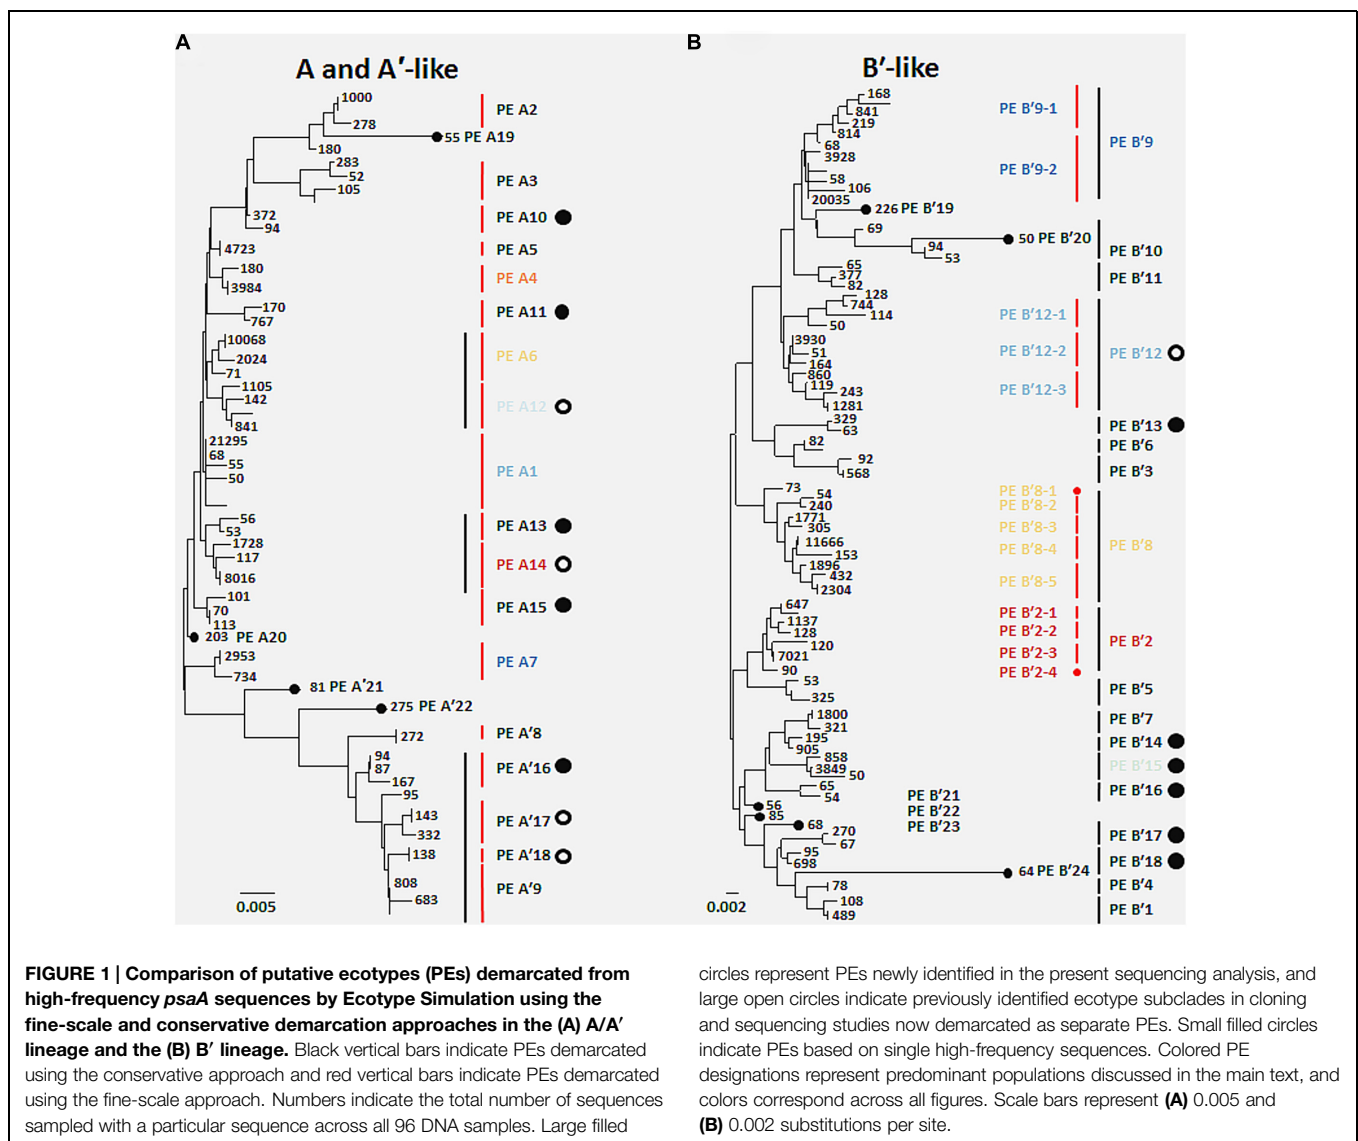 A
A and A′-like
1000
278
55 PE A19
180
283
52
105
372
94
4723
180
3984
170
767
10068
2024
71
1105
142
841
21295
68
55
50
56
53
1728
117
8016
101
70
113
203 PE A20
2953
734
81 PE A′21
275 PE A′22
272
94
87
167
95
143
332
138
808
683
0.005
PE A2
PE A3
PE A10
PE A5
PE A4
PE A11
PE A6
PE A12
PE A1
PE A13
PE A14
PE A15
PE A7
PE A′8
PE A′16
PE A′17
PE A′18
PE A′9
B
B′-like
168
841
219
814
68
3928
58
106
20035
226 PE B′19
69
50 PE B′20
94
53
65
377
82
128
744
114
50
3930
51
164
860
119
243
1281
329
63
82
92
568
73
54
240
1771
305
11666
153
1896
432
2304
647
1137
128
120
7021
90
53
325
1800
321
195
905
858
3849
50
65
54
56
85
68
PE B′21
PE B′22
PE B′23
270
67
95
698
64 PE B′24
78
108
489
0.002
PE B′9-1
PE B′9-2
PE B′12-1
PE B′12-2
PE B′12-3
PE B′8-1
PE B′8-2
PE B′8-3
PE B′8-4
PE B′8-5
PE B′2-1
PE B′2-2
PE B′2-3
PE B′2-4
PE B′9
PE B′10
PE B′11
PE B′12
PE B′13
PE B′6
PE B′3
PE B′8
PE B′2
PE B′5
PE B′7
PE B′14
PE B′15
PE B′16
PE B′17
PE B′18
PE B′4
PE B′1
FIGURE 1 | Comparison of putative ecotypes (PEs) demarcated from
high-frequency psaA sequences by Ecotype Simulation using the
fine-scale and conservative demarcation approaches in the (A) A/A′
lineage and the (B) B′ lineage. Black vertical bars indicate PEs demarcated
using the conservative approach and red vertical bars indicate PEs demarcated
using the fine-scale approach. Numbers indicate the total number of sequences
sampled with a particular sequence across all 96 DNA samples. Large filled
circles represent PEs newly identified in the present sequencing analysis, and
large open circles indicate previously identified ecotype subclades in cloning
and sequencing studies now demarcated as separate PEs. Small filled circles
indicate PEs based on single high-frequency sequences. Colored PE
designations represent predominant populations discussed in the main text, and
colors correspond across all figures. Scale bars represent (A) 0.005 and
(B) 0.002 substitutions per site.